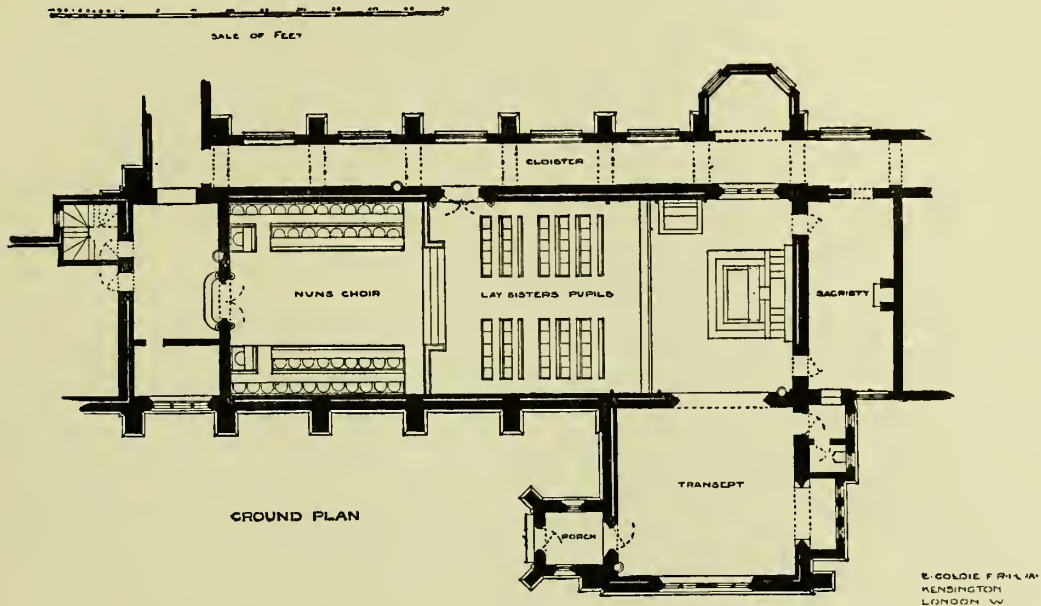 SALE OF FEET
CLOISTER
NUNS CHOIR
LAY SISTERS PUPILS
SACRISTY
TRANSEPT
PORCH
GROUND PLAN
E. GOLDIE F
KENSINGTON
LONDON W